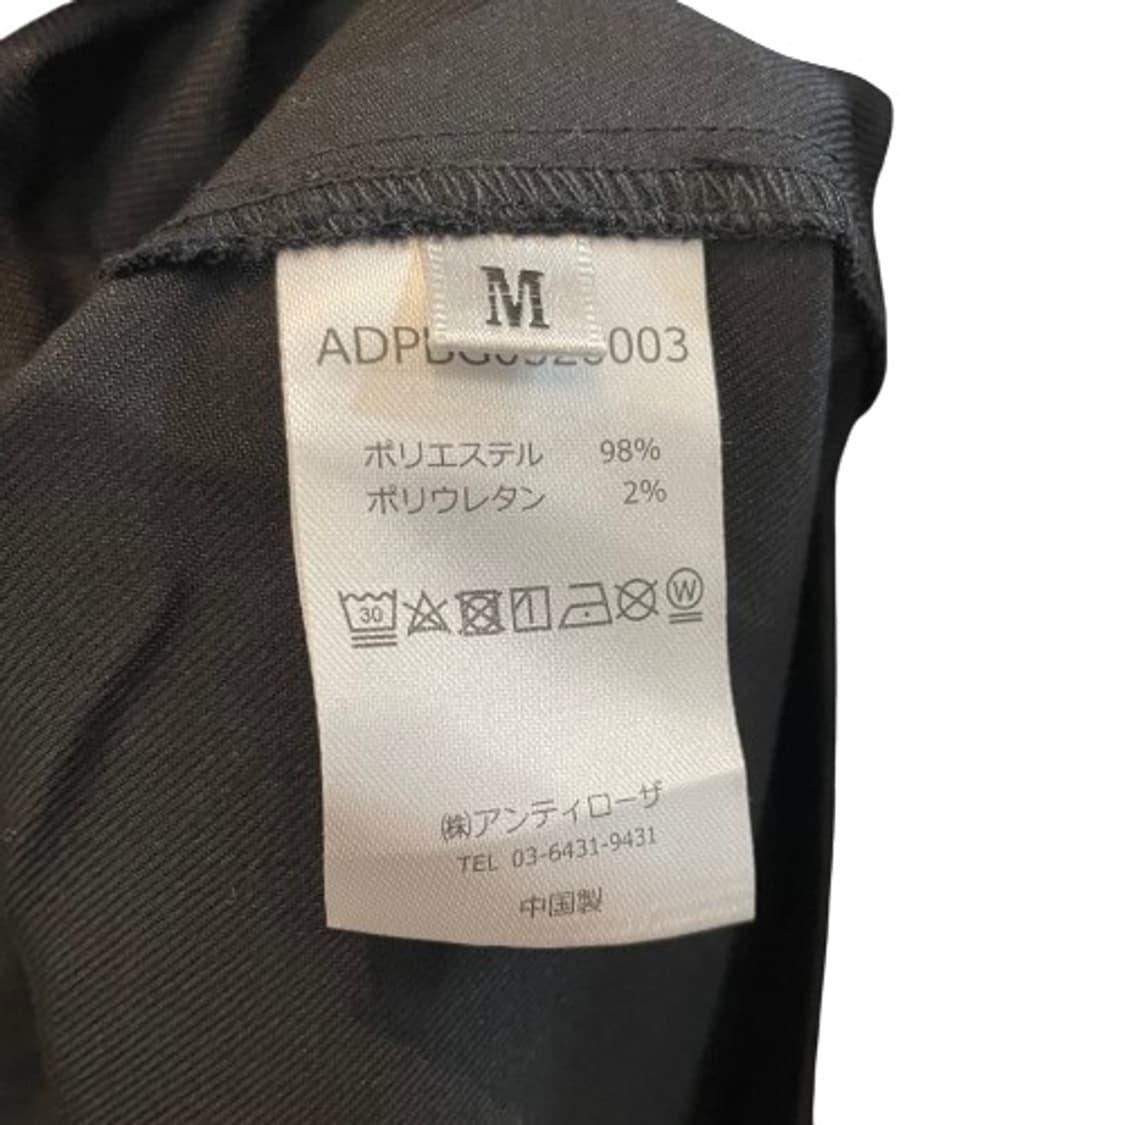 M
ポリエステル 98%
ポリウレタン 2%
30
W
㈱アンティローザ
TEL 03-6431-9431
中国製